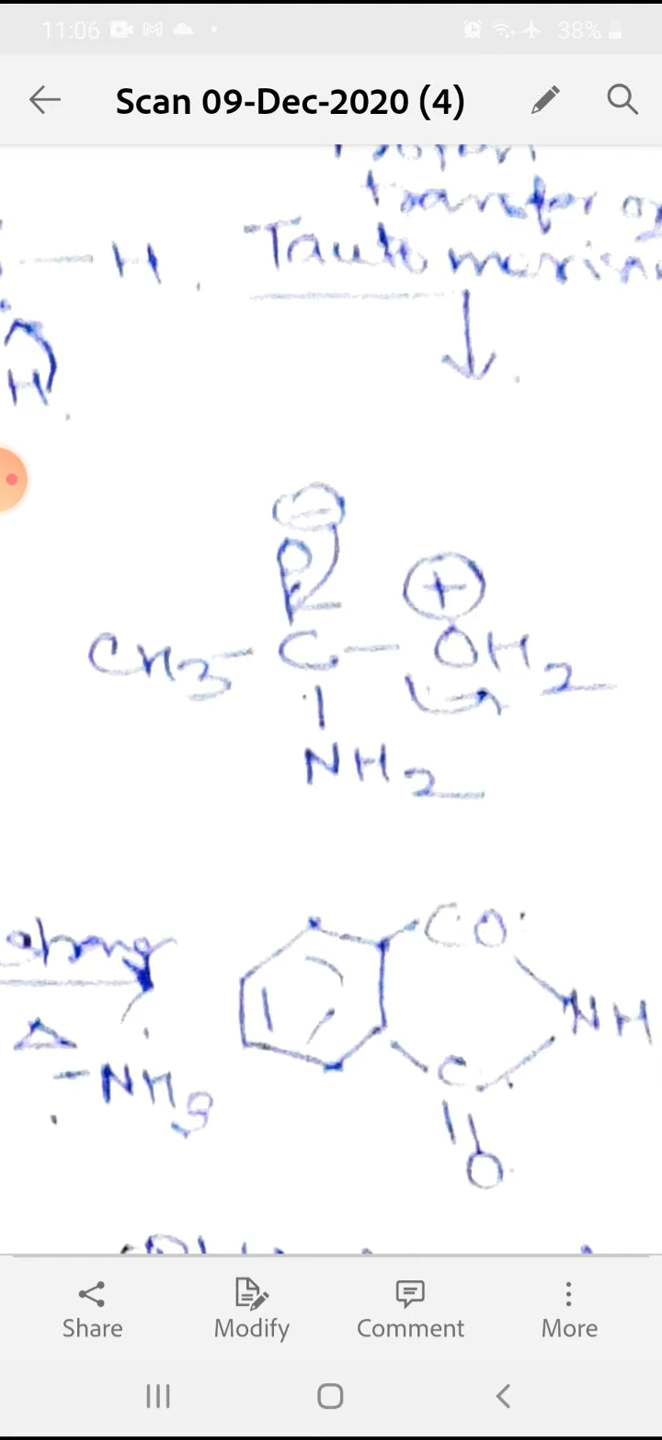 11:06
38%
Scan 09-Dec-2020 (4)
transfer
— H. Tautomerism
H
⊖
O
⊕
CH3 — C — OH2
NH2
CO
strong
NH
Δ
C
-NH3
O
Share Modify Comment More